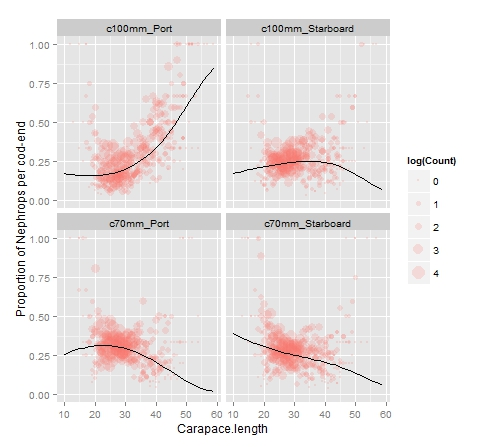 c100mm_Port c100mm_Starboard
1.00
0.75
0.50
0.25
0.00
c70mm_Port c70mm_Starboard
1.00
0.75
0.50
0.25
0.00
10 20 30 40 50 60 10 20 30 40 50 60
Carapace.length
Proportion of Nephrops per cod-end
log(Count)
0
1
2
3
4